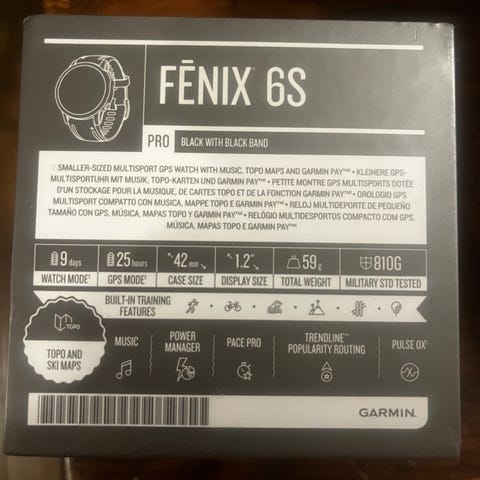 FĒNIX® 6S
PRO BLACK WITH BLACK BAND
SMALLER-SIZED MULTISPORT GPS WATCH WITH MUSIC, TOPO MAPS AND GARMIN PAY™ • KLEINERE GPS-
MULTISPORTUHR MIT MUSIK, TOPO-KARTEN UND GARMIN PAY™ • PETITE MONTRE GPS MULTISPORTS DOTÉE
D'UN STOCKAGE POUR LA MUSIQUE, DE CARTES TOPO ET DE LA FONCTION GARMIN PAY™ • OROLOGIO GPS
MULTISPORT COMPATTO CON MUSICA, MAPPE TOPO E GARMIN PAY™ • RELOJ MULTIDEPORTE DE PEQUEÑO
TAMAÑO CON GPS, MÚSICA, MAPAS TOPO Y GARMIN PAY™ • RELÓGIO MULTIDESPORTOS COMPACTO COM GPS,
MÚSICA, MAPAS TOPO E GARMIN PAY™
9 days 25 hours 42 mm 1.2" 59g 810G
WATCH MODE† GPS MODE† CASE SIZE DISPLAY SIZE TOTAL WEIGHT MILITARY STD TESTED
BUILT-IN TRAINING
FEATURES
TOPO
TOPO AND
SKI MAPS
MUSIC
POWER
MANAGER
PACE PRO
TRENDLINE™
POPULARITY ROUTING
PULSE OX†
GARMIN.